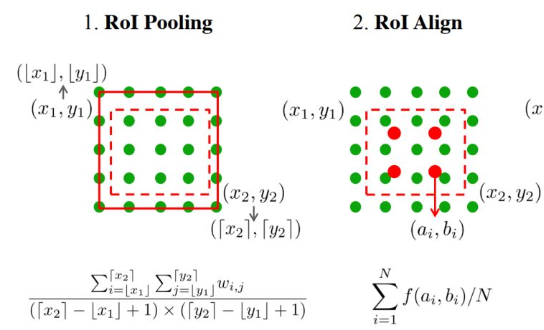 1. RoI Pooling
2. RoI Align
(⌊x₁⌋, ⌊y₁⌋)
(x₁, y₁)
(x₂, y₂)
(⌈x₂⌉, ⌈y₂⌉)
(x₁, y₁)
(x₂, y₂)
(aᵢ, bᵢ)
(x
∑_{i=⌊x₁⌋}^{⌈x₂⌉} ∑_{j=⌊y₁⌋}^{⌈y₂⌉} w_{i,j}
(⌈x₂⌉ − ⌊x₁⌋ + 1) × (⌈y₂⌉ − ⌊y₁⌋ + 1)
∑_{i=1}^{N} f(aᵢ, bᵢ)/N